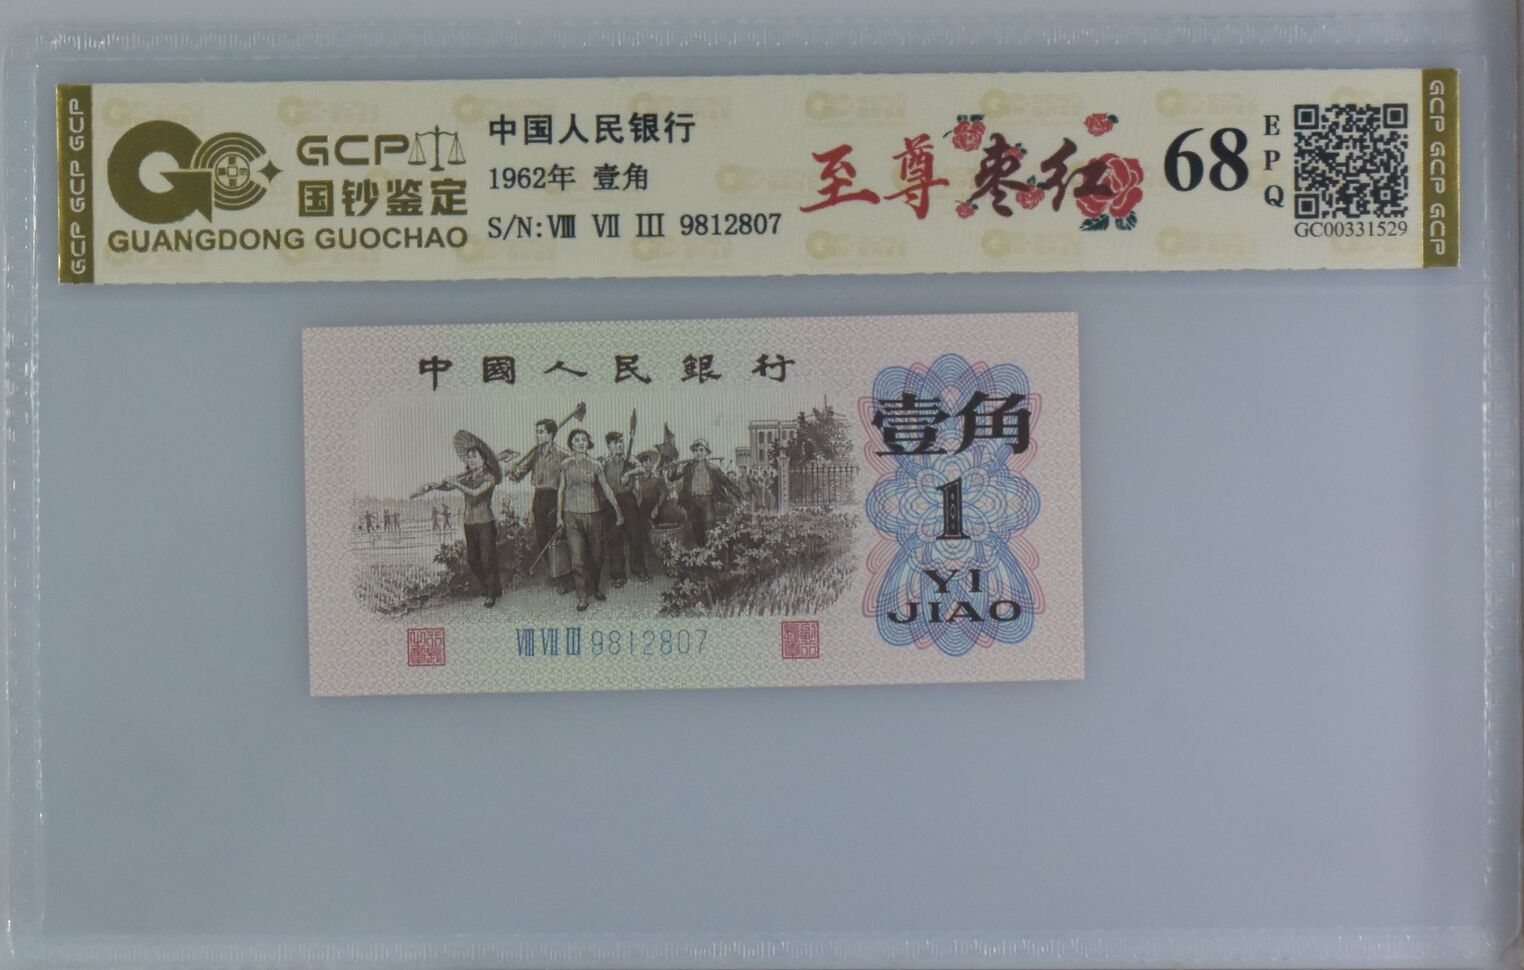 GCP GCP GCP
GCP
国钞鉴定
GUANGDONG GUOCHAO
中国人民银行
1962年 壹角
S/N:Ⅷ Ⅶ Ⅲ 9812807
至尊枣红
68
EPQ
GC00331529
GCP GCP GCP
中國人民銀行
壹角
1
YI
JIAO
Ⅷ Ⅶ Ⅲ 9812807